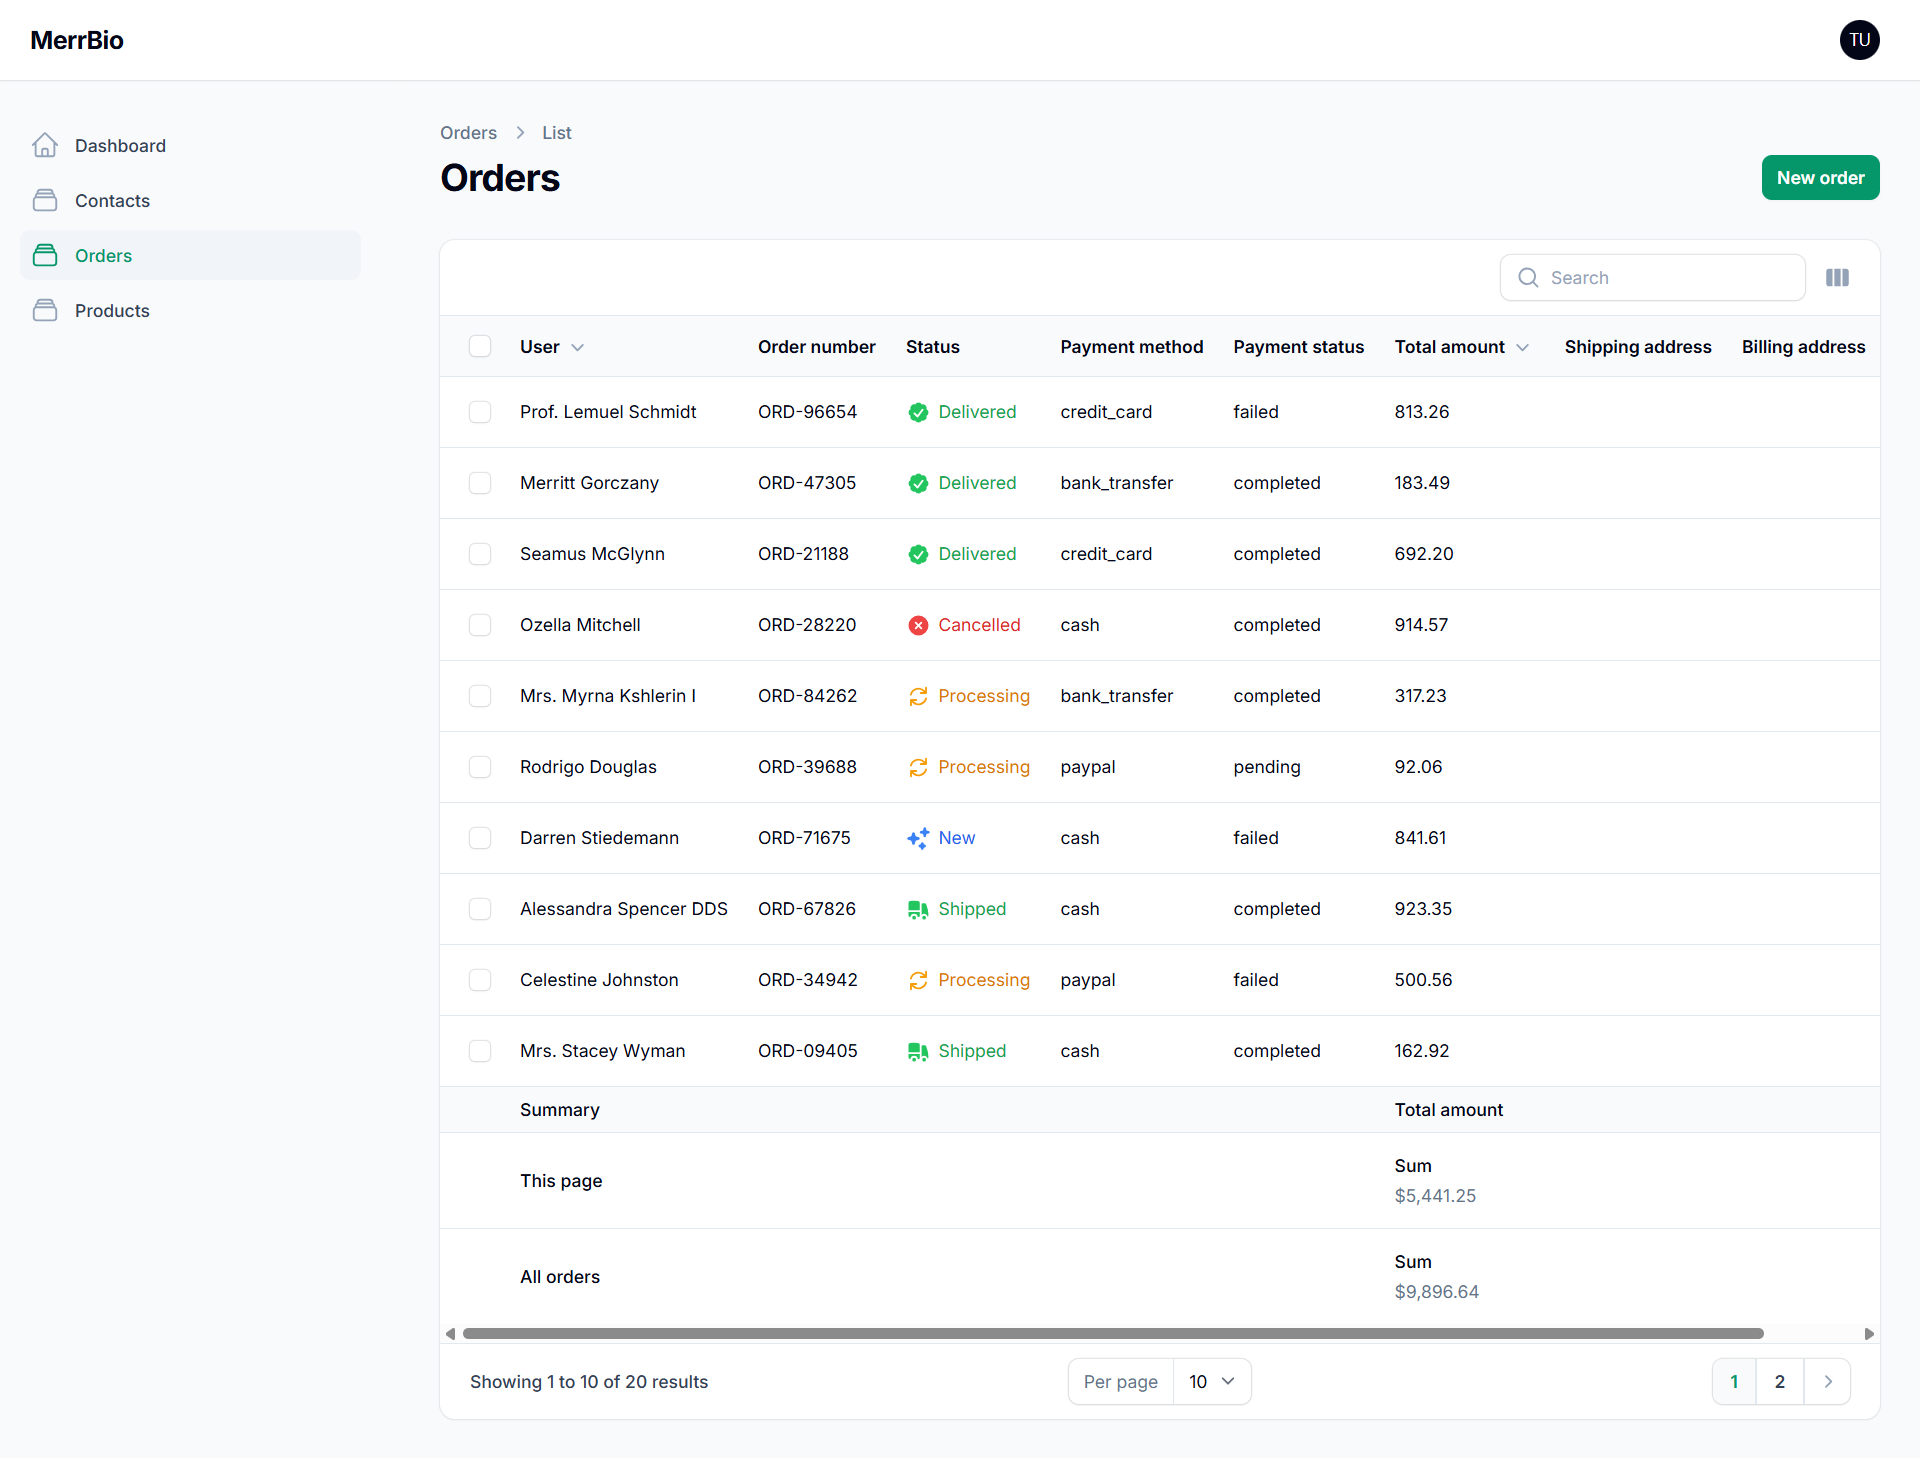 MerrBio
TU
Dashboard
Contacts
Orders
Products
Orders > List
Orders
New order
Search
User Order number Status Payment method Payment status Total amount Shipping address Billing address
Prof. Lemuel Schmidt ORD-96654 Delivered credit_card failed 813.26
Merritt Gorczany ORD-47305 Delivered bank_transfer completed 183.49
Seamus McGlynn ORD-21188 Delivered credit_card completed 692.20
Ozella Mitchell ORD-28220 Cancelled cash completed 914.57
Mrs. Myrna Kshlerin I ORD-84262 Processing bank_transfer completed 317.23
Rodrigo Douglas ORD-39688 Processing paypal pending 92.06
Darren Stiedemann ORD-71675 New cash failed 841.61
Alessandra Spencer DDS ORD-67826 Shipped cash completed 923.35
Celestine Johnston ORD-34942 Processing paypal failed 500.56
Mrs. Stacey Wyman ORD-09405 Shipped cash completed 162.92
Summary Total amount
This page Sum
$5,441.25
All orders Sum
$9,896.64
Showing 1 to 10 of 20 results Per page 10 1 2